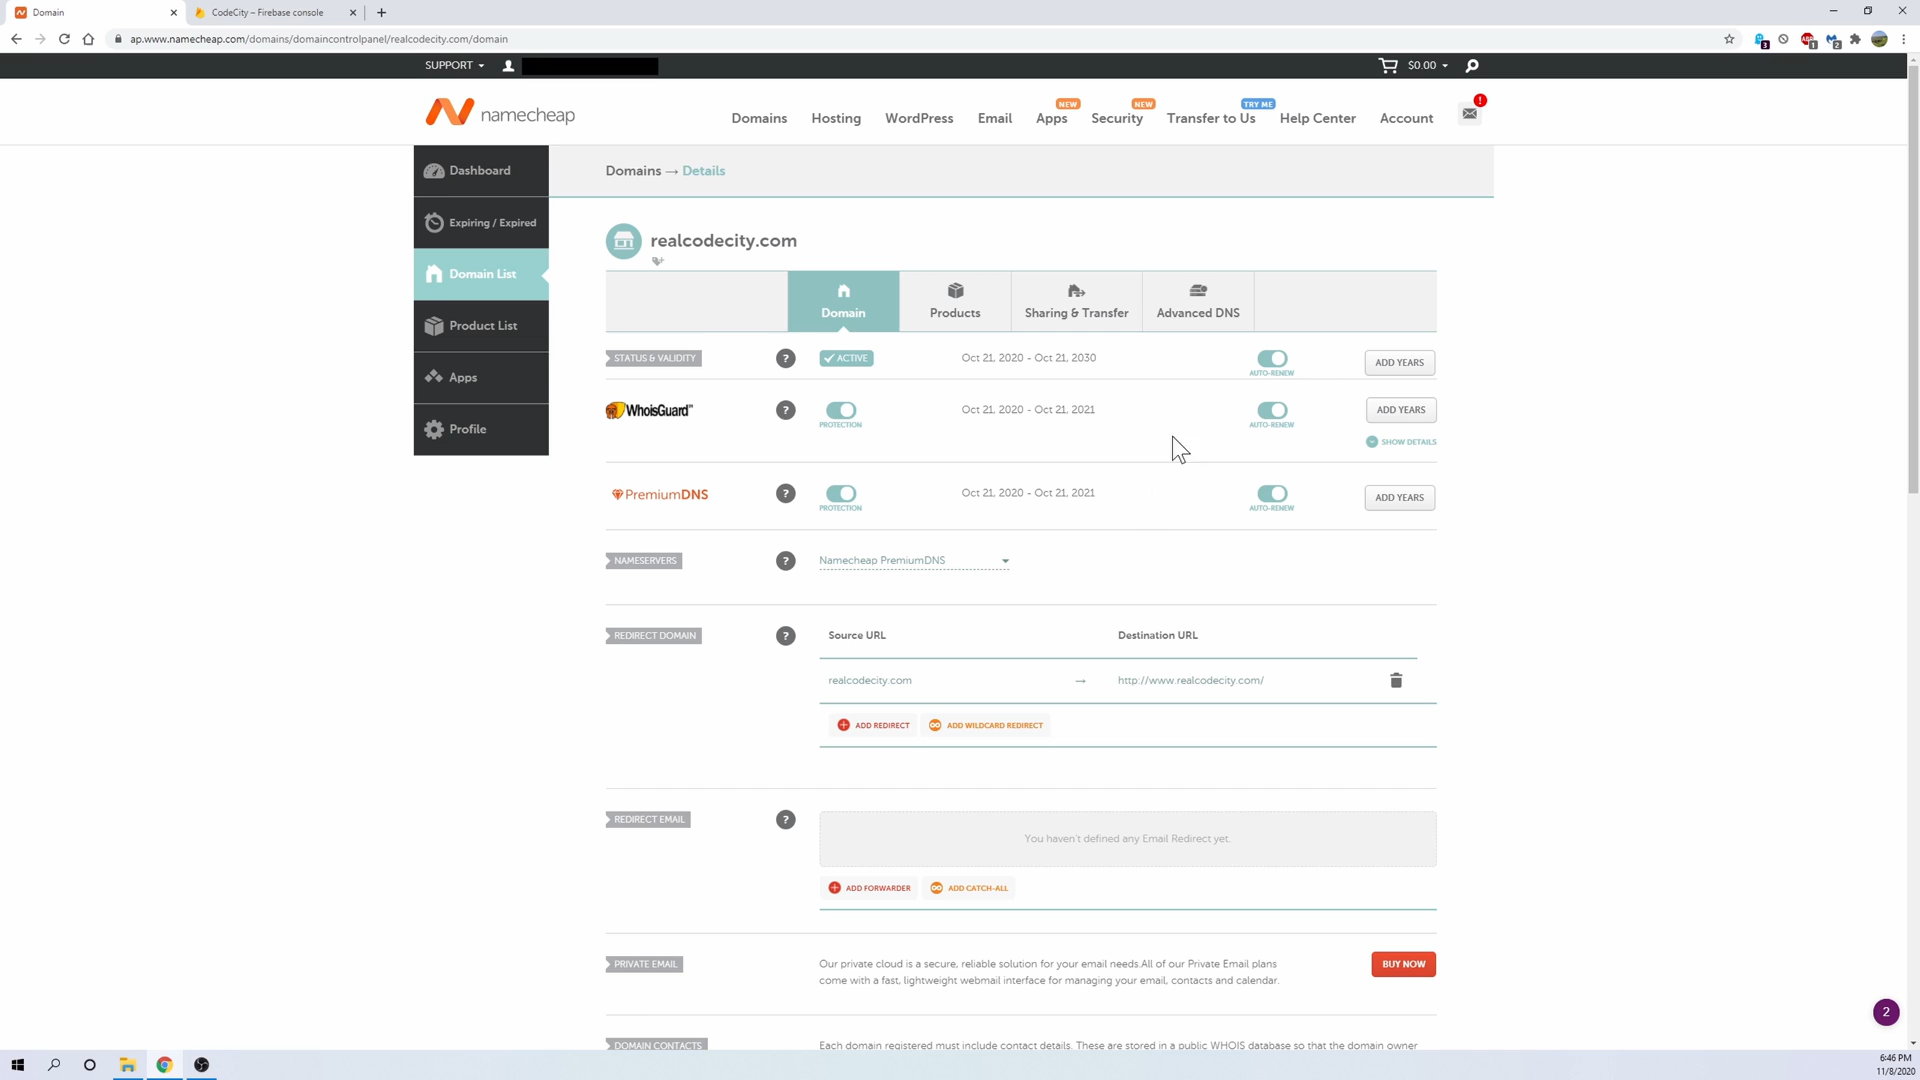 Domain
CodeCity – Firebase console
ap.www.namecheap.com/domains/domaincontrolpanel/realcodecity.com/domain
3
1
2
SUPPORT
$0.00
namecheap
Domains
Hosting
WordPress
Email
NEW
Apps
NEW
Security
TRY ME
Transfer to Us
Help Center
Account
!
Dashboard
Expiring / Expired
Domain List
Product List
Apps
Profile
Domains → Details
realcodecity.com
Domain
Products
Sharing & Transfer
Advanced DNS
STATUS & VALIDITY
?
ACTIVE
Oct 21, 2020 - Oct 21, 2030
AUTO-RENEW
ADD YEARS
WhoisGuard™
?
PROTECTION
Oct 21, 2020 - Oct 21, 2021
AUTO-RENEW
ADD YEARS
SHOW DETAILS
PremiumDNS
?
PROTECTION
Oct 21, 2020 - Oct 21, 2021
AUTO-RENEW
ADD YEARS
NAMESERVERS
?
Namecheap PremiumDNS
REDIRECT DOMAIN
?
Source URL
Destination URL
realcodecity.com
→
http://www.realcodecity.com/
ADD REDIRECT
ADD WILDCARD REDIRECT
REDIRECT EMAIL
?
You haven't defined any Email Redirect yet.
ADD FORWARDER
ADD CATCH-ALL
PRIVATE EMAIL
Our private cloud is a secure, reliable solution for your email needs.All of our Private Email plans
come with a fast, lightweight webmail interface for managing your email, contacts and calendar.
BUY NOW
2
DOMAIN CONTACTS
Each domain registered must include contact details. These are stored in a public WHOIS database so that the domain owner
6:46 PM
11/8/2020